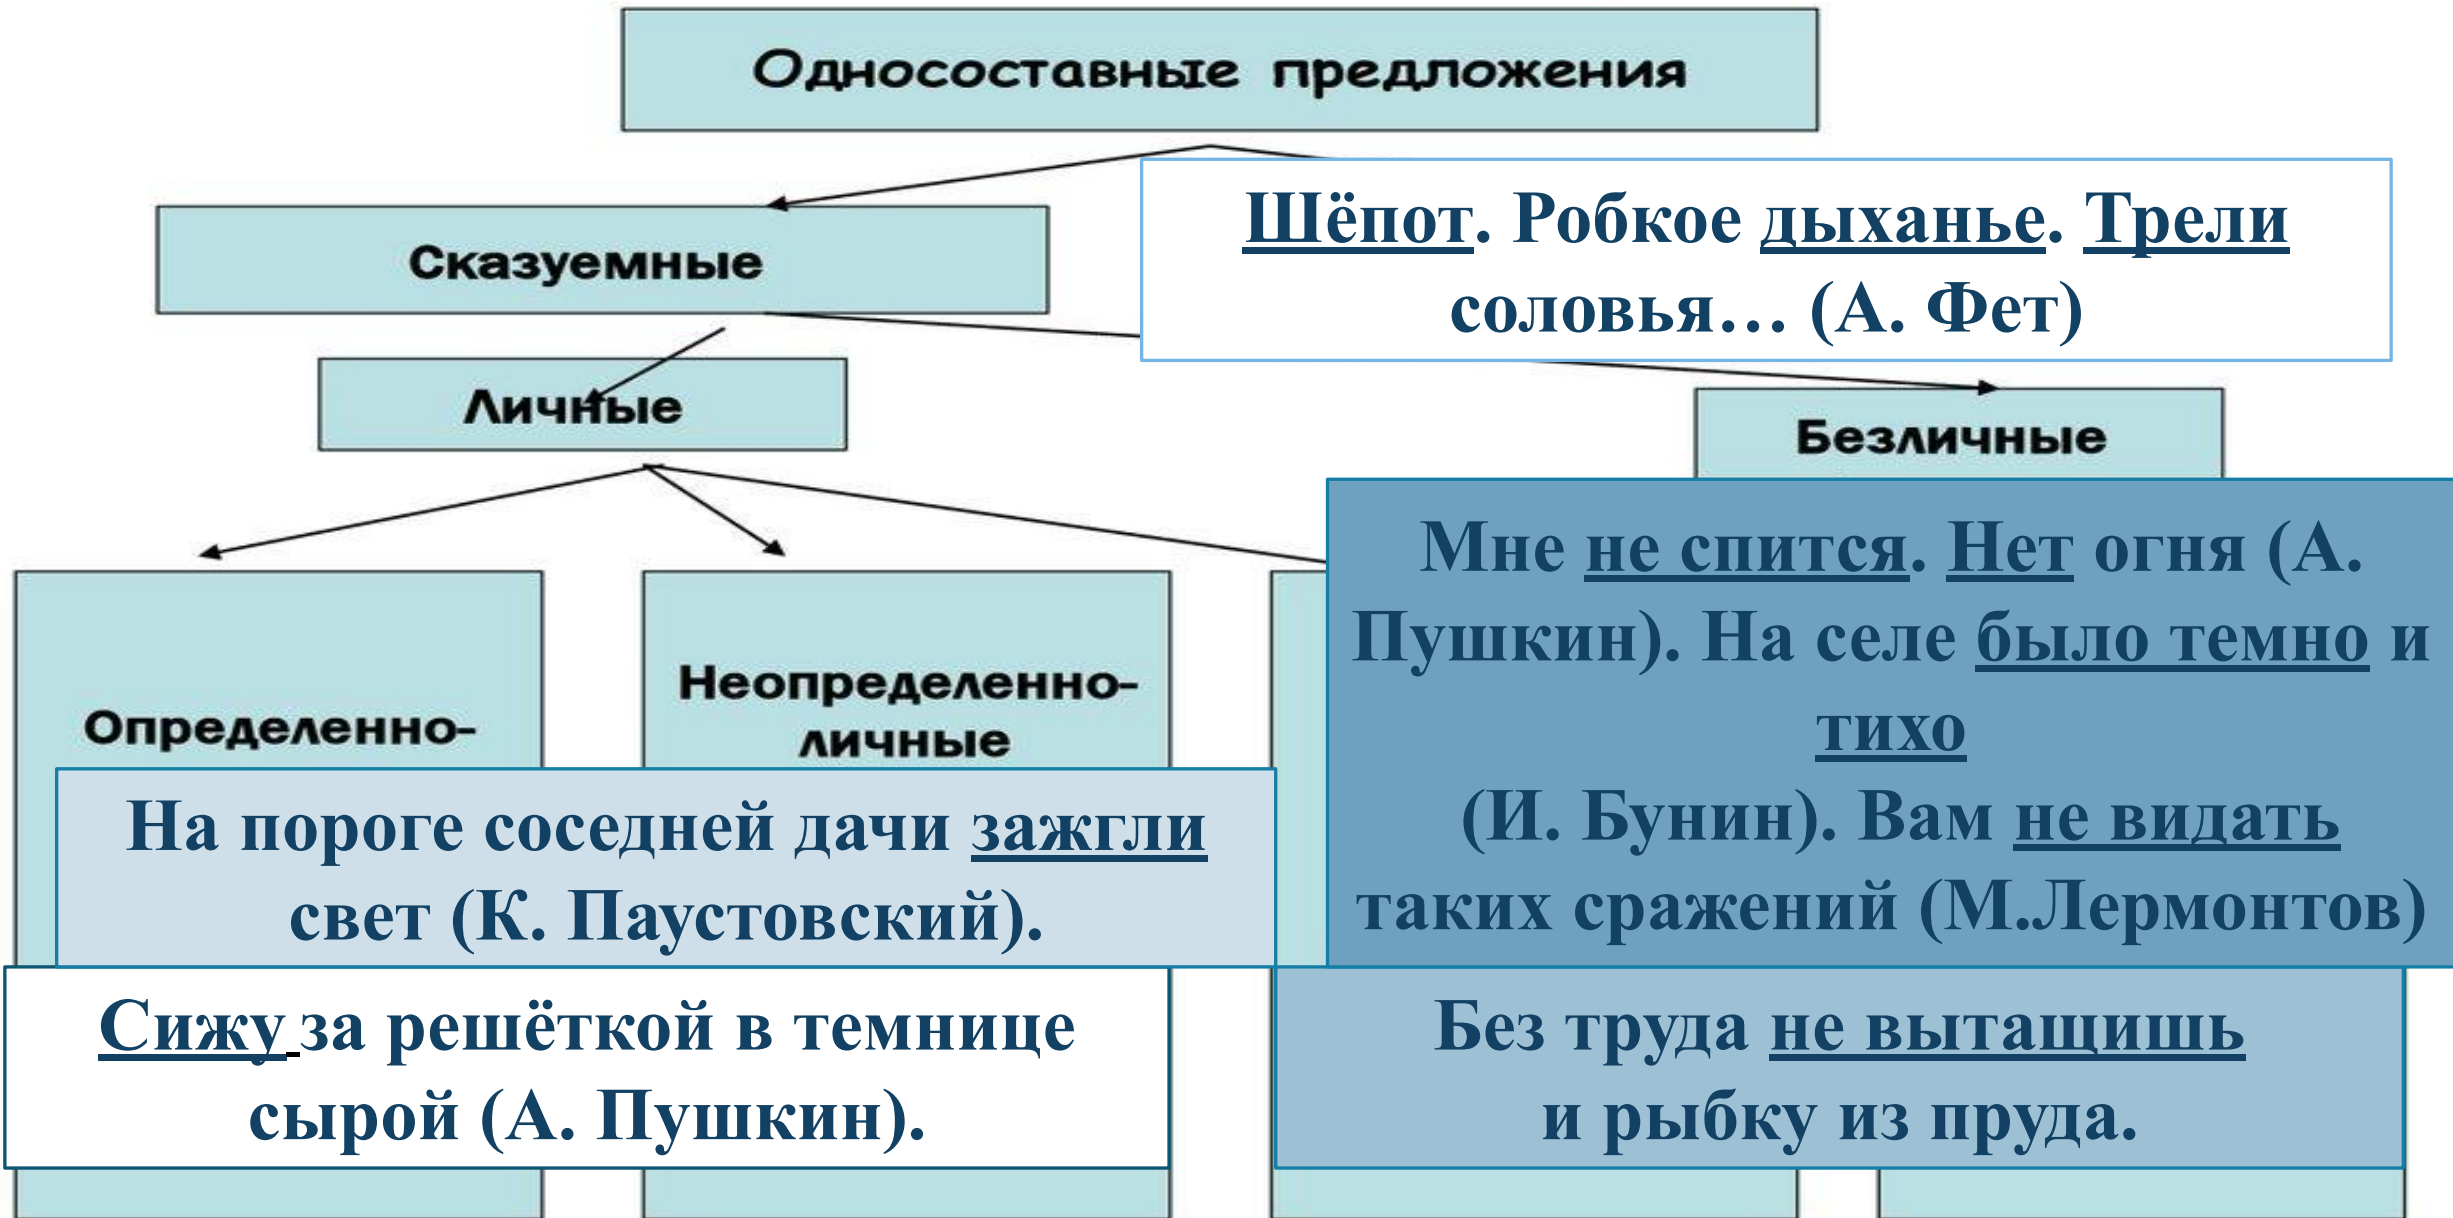 Односоставные предложения
Шёпот. Робкое дыханье. Трели
соловья… (А. Фет)
Сказуемные
Личные
Безличные
Мне не спится. Нет огня (А.
Пушкин). На селе было темно и
тихо
(И. Бунин). Вам не видать
таких сражений (М.Лермонтов)
Определенно-
Неопределенно-
личные
На пороге соседней дачи зажгли
свет (К. Паустовский).
Сижу за решёткой в темнице
сырой (А. Пушкин).
Без труда не вытащишь
и рыбку из пруда.